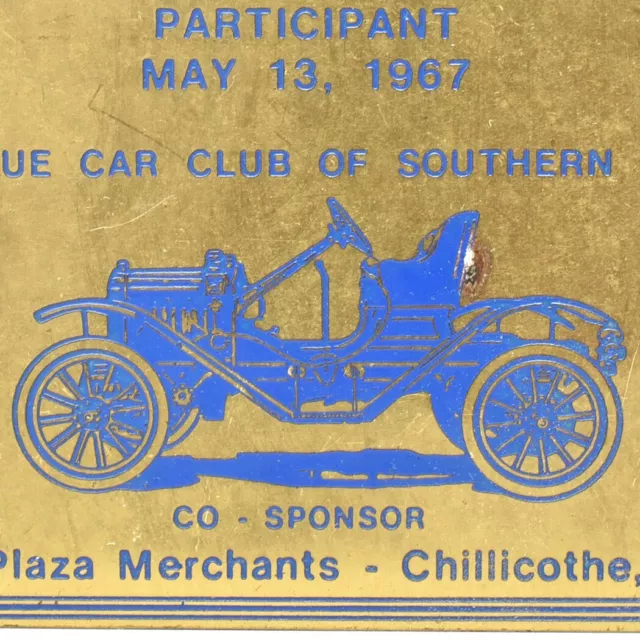 PARTICIPANT
MAY 13, 1967
UE CAR CLUB OF SOUTHERN
CO - SPONSOR
Plaza Merchants - Chillicothe,